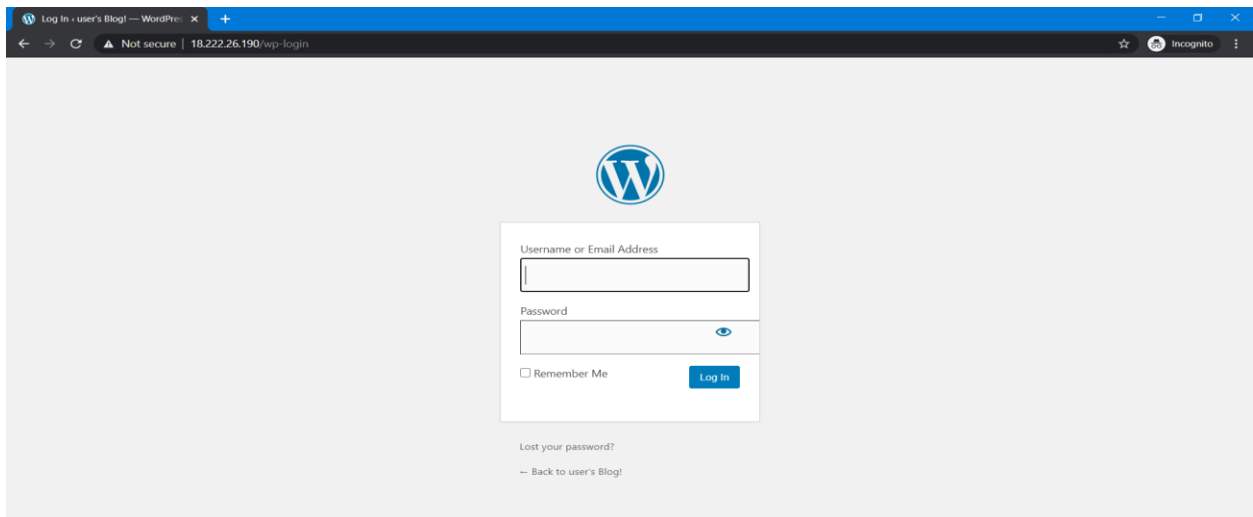 Log In ‹ user's Blog! — WordPres
Not secure | 18.222.26.190/wp-login
Incognito
Username or Email Address
Password
Remember Me
Log In
Lost your password?
← Back to user's Blog!